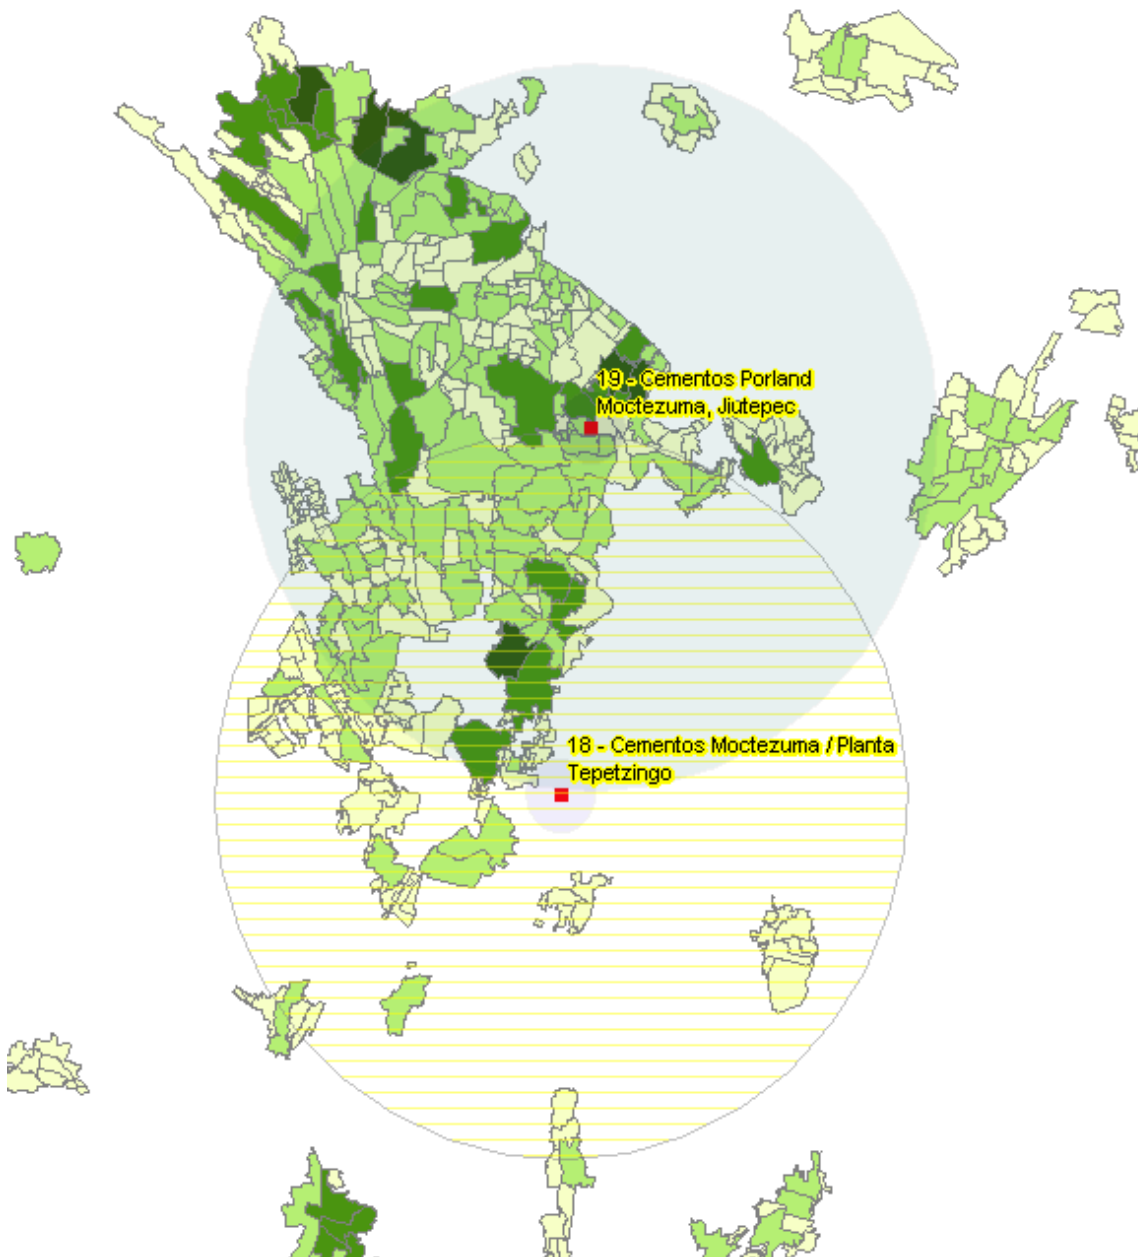 19 - Cementos Porland
Moctezuma, Jiutepec
18 - Cementos Moctezuma / Planta
Tepetzingo